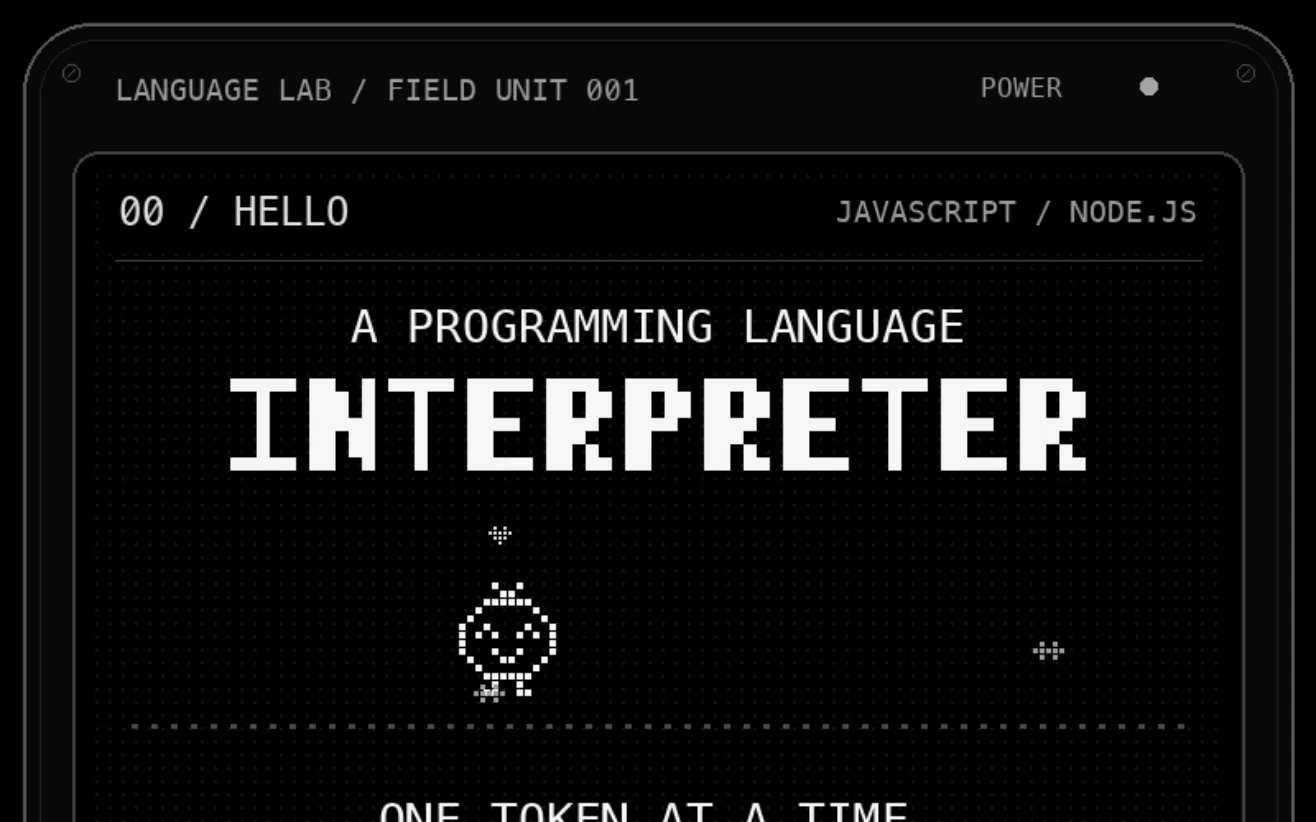 LANGUAGE LAB / FIELD UNIT 001
POWER
00 / HELLO
JAVASCRIPT / NODE.JS
A PROGRAMMING LANGUAGE
INTERPRETER
ONE TOKEN AT A TIME